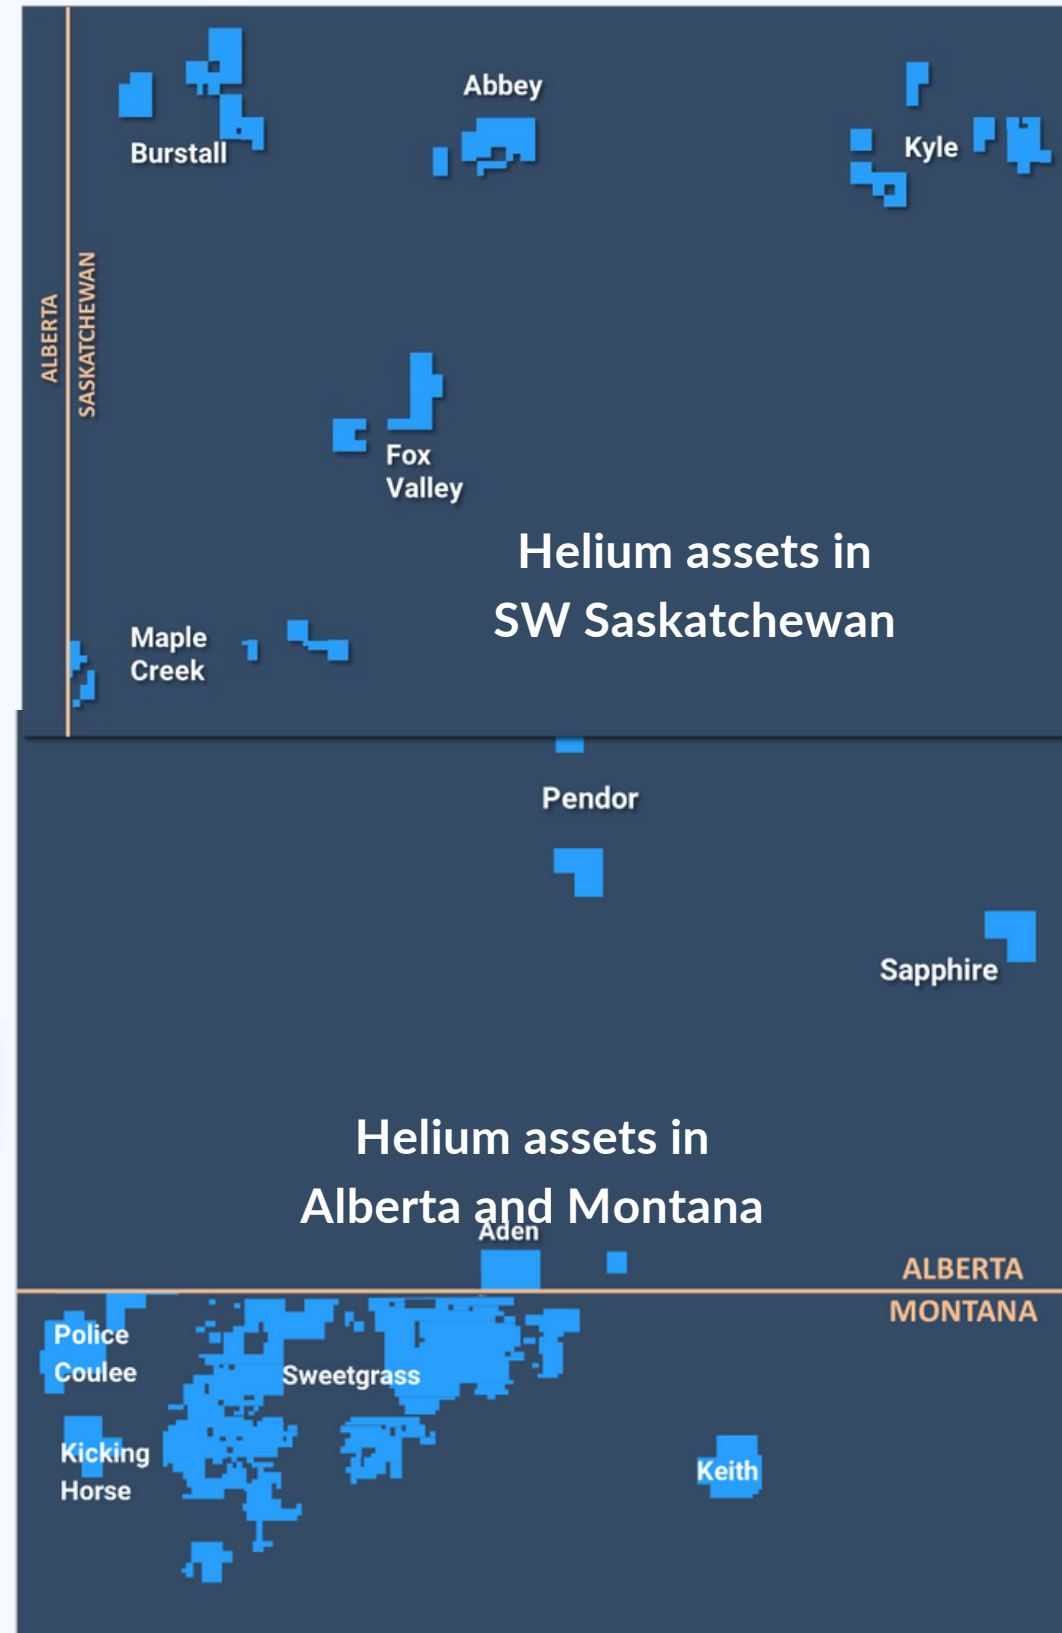 Abbey
Burstall
Kyle
ALBERTA
SASKATCHEWAN
Fox
Valley
Helium assets in
SW Saskatchewan
Maple
Creek
Pendor
Sapphire
Helium assets in
Alberta and Montana
Aden
ALBERTA
MONTANA
Police
Coulee
Sweetgrass
Kicking
Horse
Keith